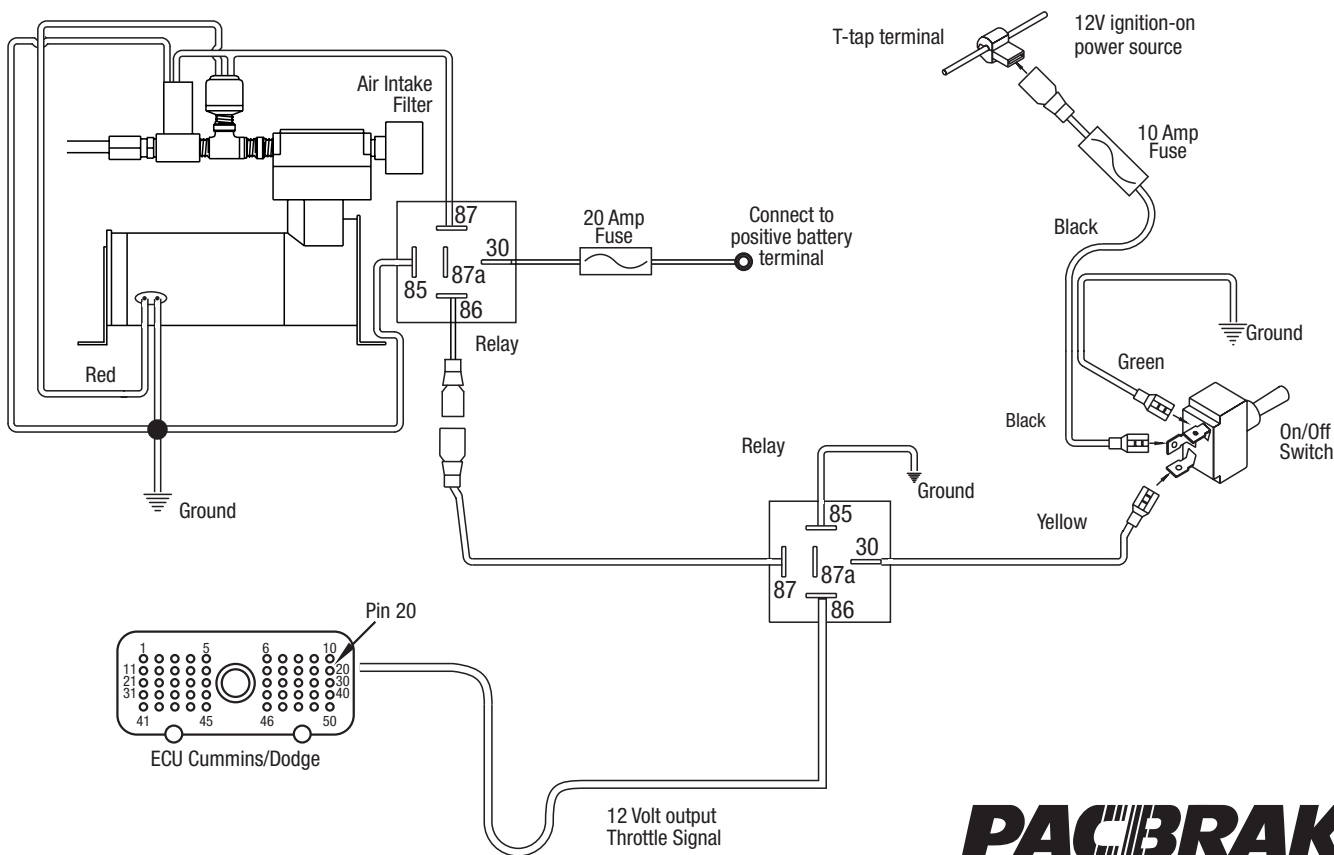 T-tap terminal
12V ignition-on
power source
Air Intake
Filter
10 Amp
Fuse
87
30
87a
85
86
20 Amp
Fuse
Connect to
positive battery
terminal
Black
Ground
Relay
Red
Green
Black
On/Off
Switch
Relay
Ground
Ground
85
Yellow
30
87
87a
86
Pin 20
1 5 6 10
11 20
21 30
31 40
41 45 46 50
ECU Cummins/Dodge
12 Volt output
Throttle Signal
PACBRAK